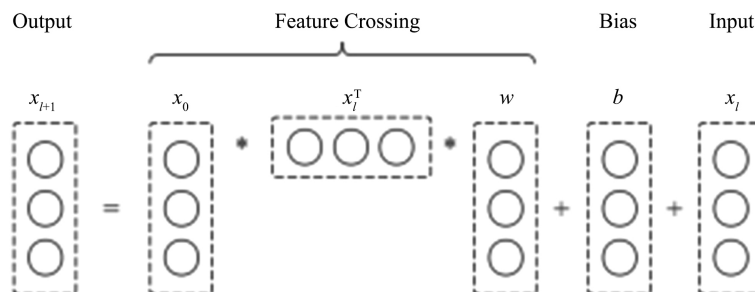 Output Feature Crossing Bias Input
x_{l+1} x_0 x_l^T w b x_l
= * * + +